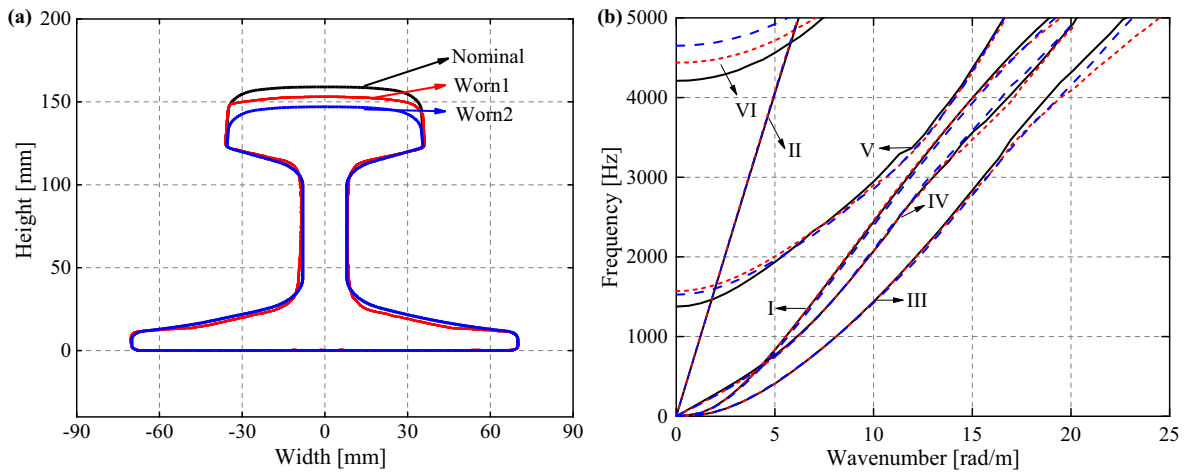 (a)
200
150
100
50
0
-90
-60
-30
0
30
60
90
Height [mm]
Width [mm]
Nominal
Worn1
Worn2
(b)
5000
4000
3000
2000
1000
0
0
5
10
15
20
25
Frequency [Hz]
Wavenumber [rad/m]
VI
II
V
IV
I
III